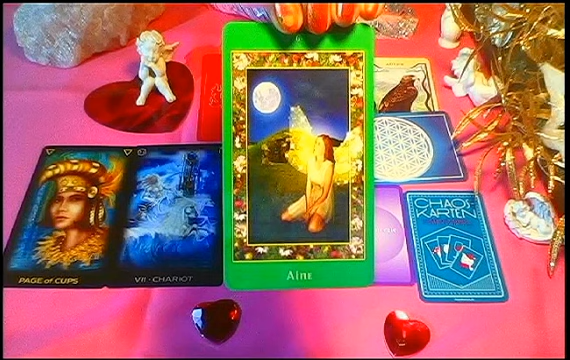 AINE
PAGE OF CUPS
VII · CHARIOT
CHAOS-
KARTEN